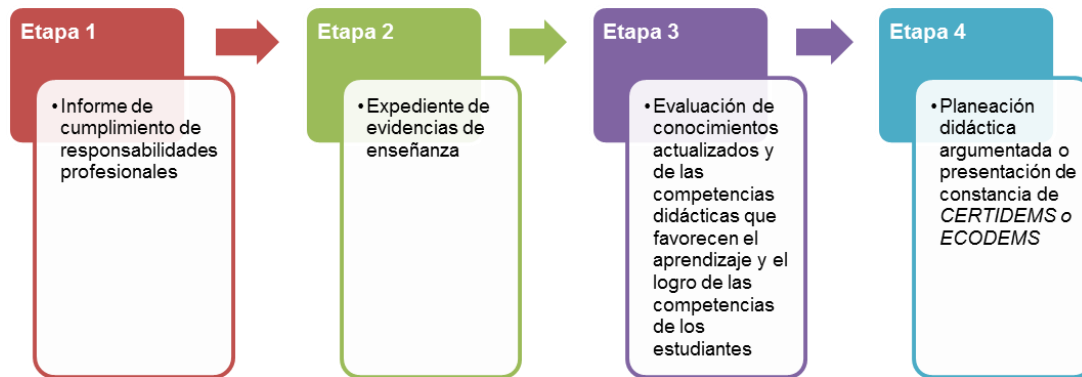 Etapa 1
• Informe de
cumplimiento de
responsabilidades
profesionales
Etapa 2
• Expediente de
evidencias de
enseñanza
Etapa 3
• Evaluación de
conocimientos
actualizados y
de las
competencias
didácticas que
favorecen el
aprendizaje y el
logro de las
competencias
de los
estudiantes
Etapa 4
• Planeación
didáctica
argumentada o
presentación de
constancia de
CERTIDEMS o
ECODEMS